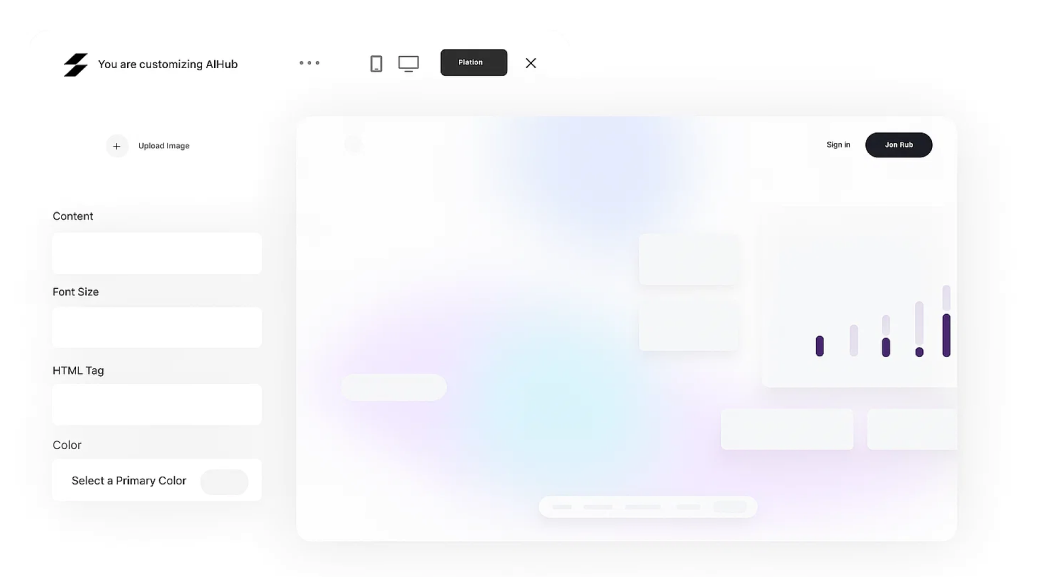 You are customizing AIHub
Plation
Upload Image
Sign in
Jon Rub
Content
Font Size
HTML Tag
Color
Select a Primary Color